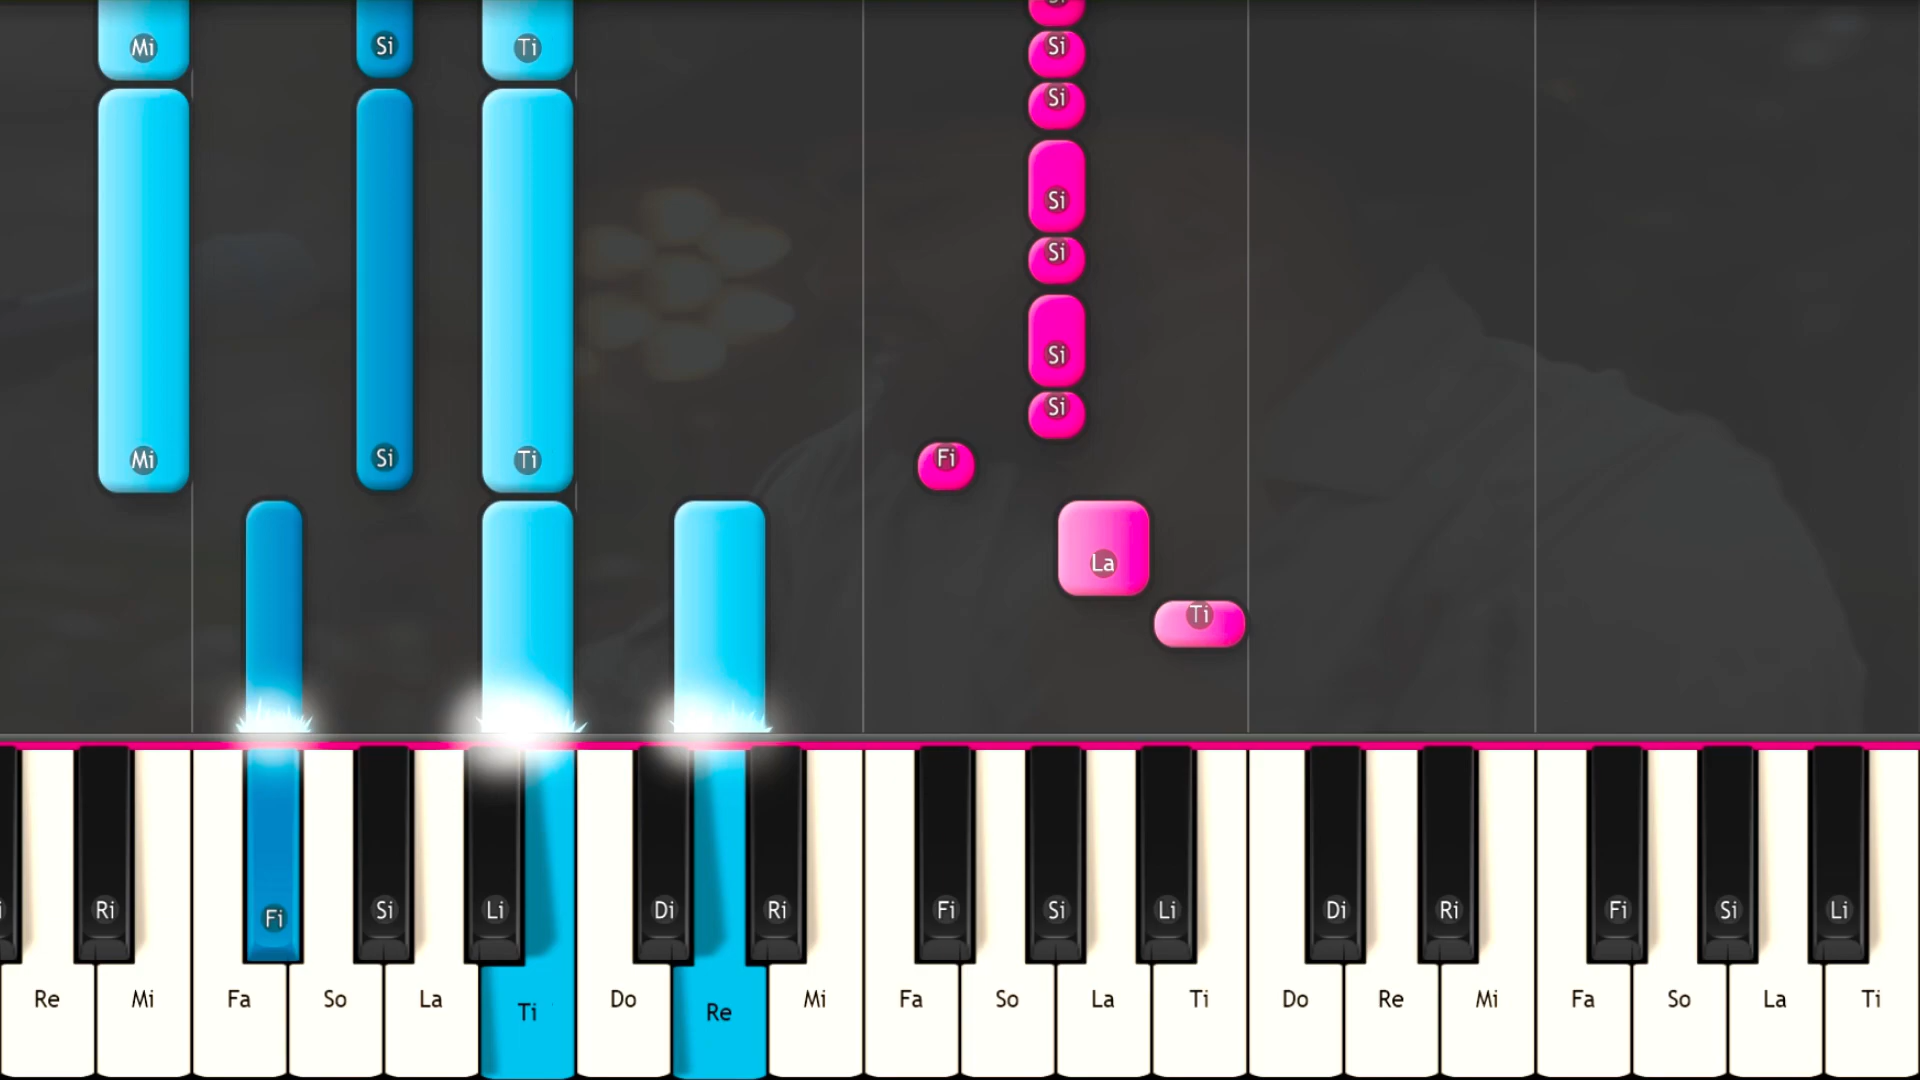 Si
Mi Si Ti Si
Si
Si
Si
Si
Si
Mi Si Ti Fi
La
Ti
Ri Fi Si Li Di Ri Fi Si Li Di Ri Fi Si Li
Re Mi Fa So La Ti Do Re Mi Fa So La Ti Do Re Mi Fa So La Ti